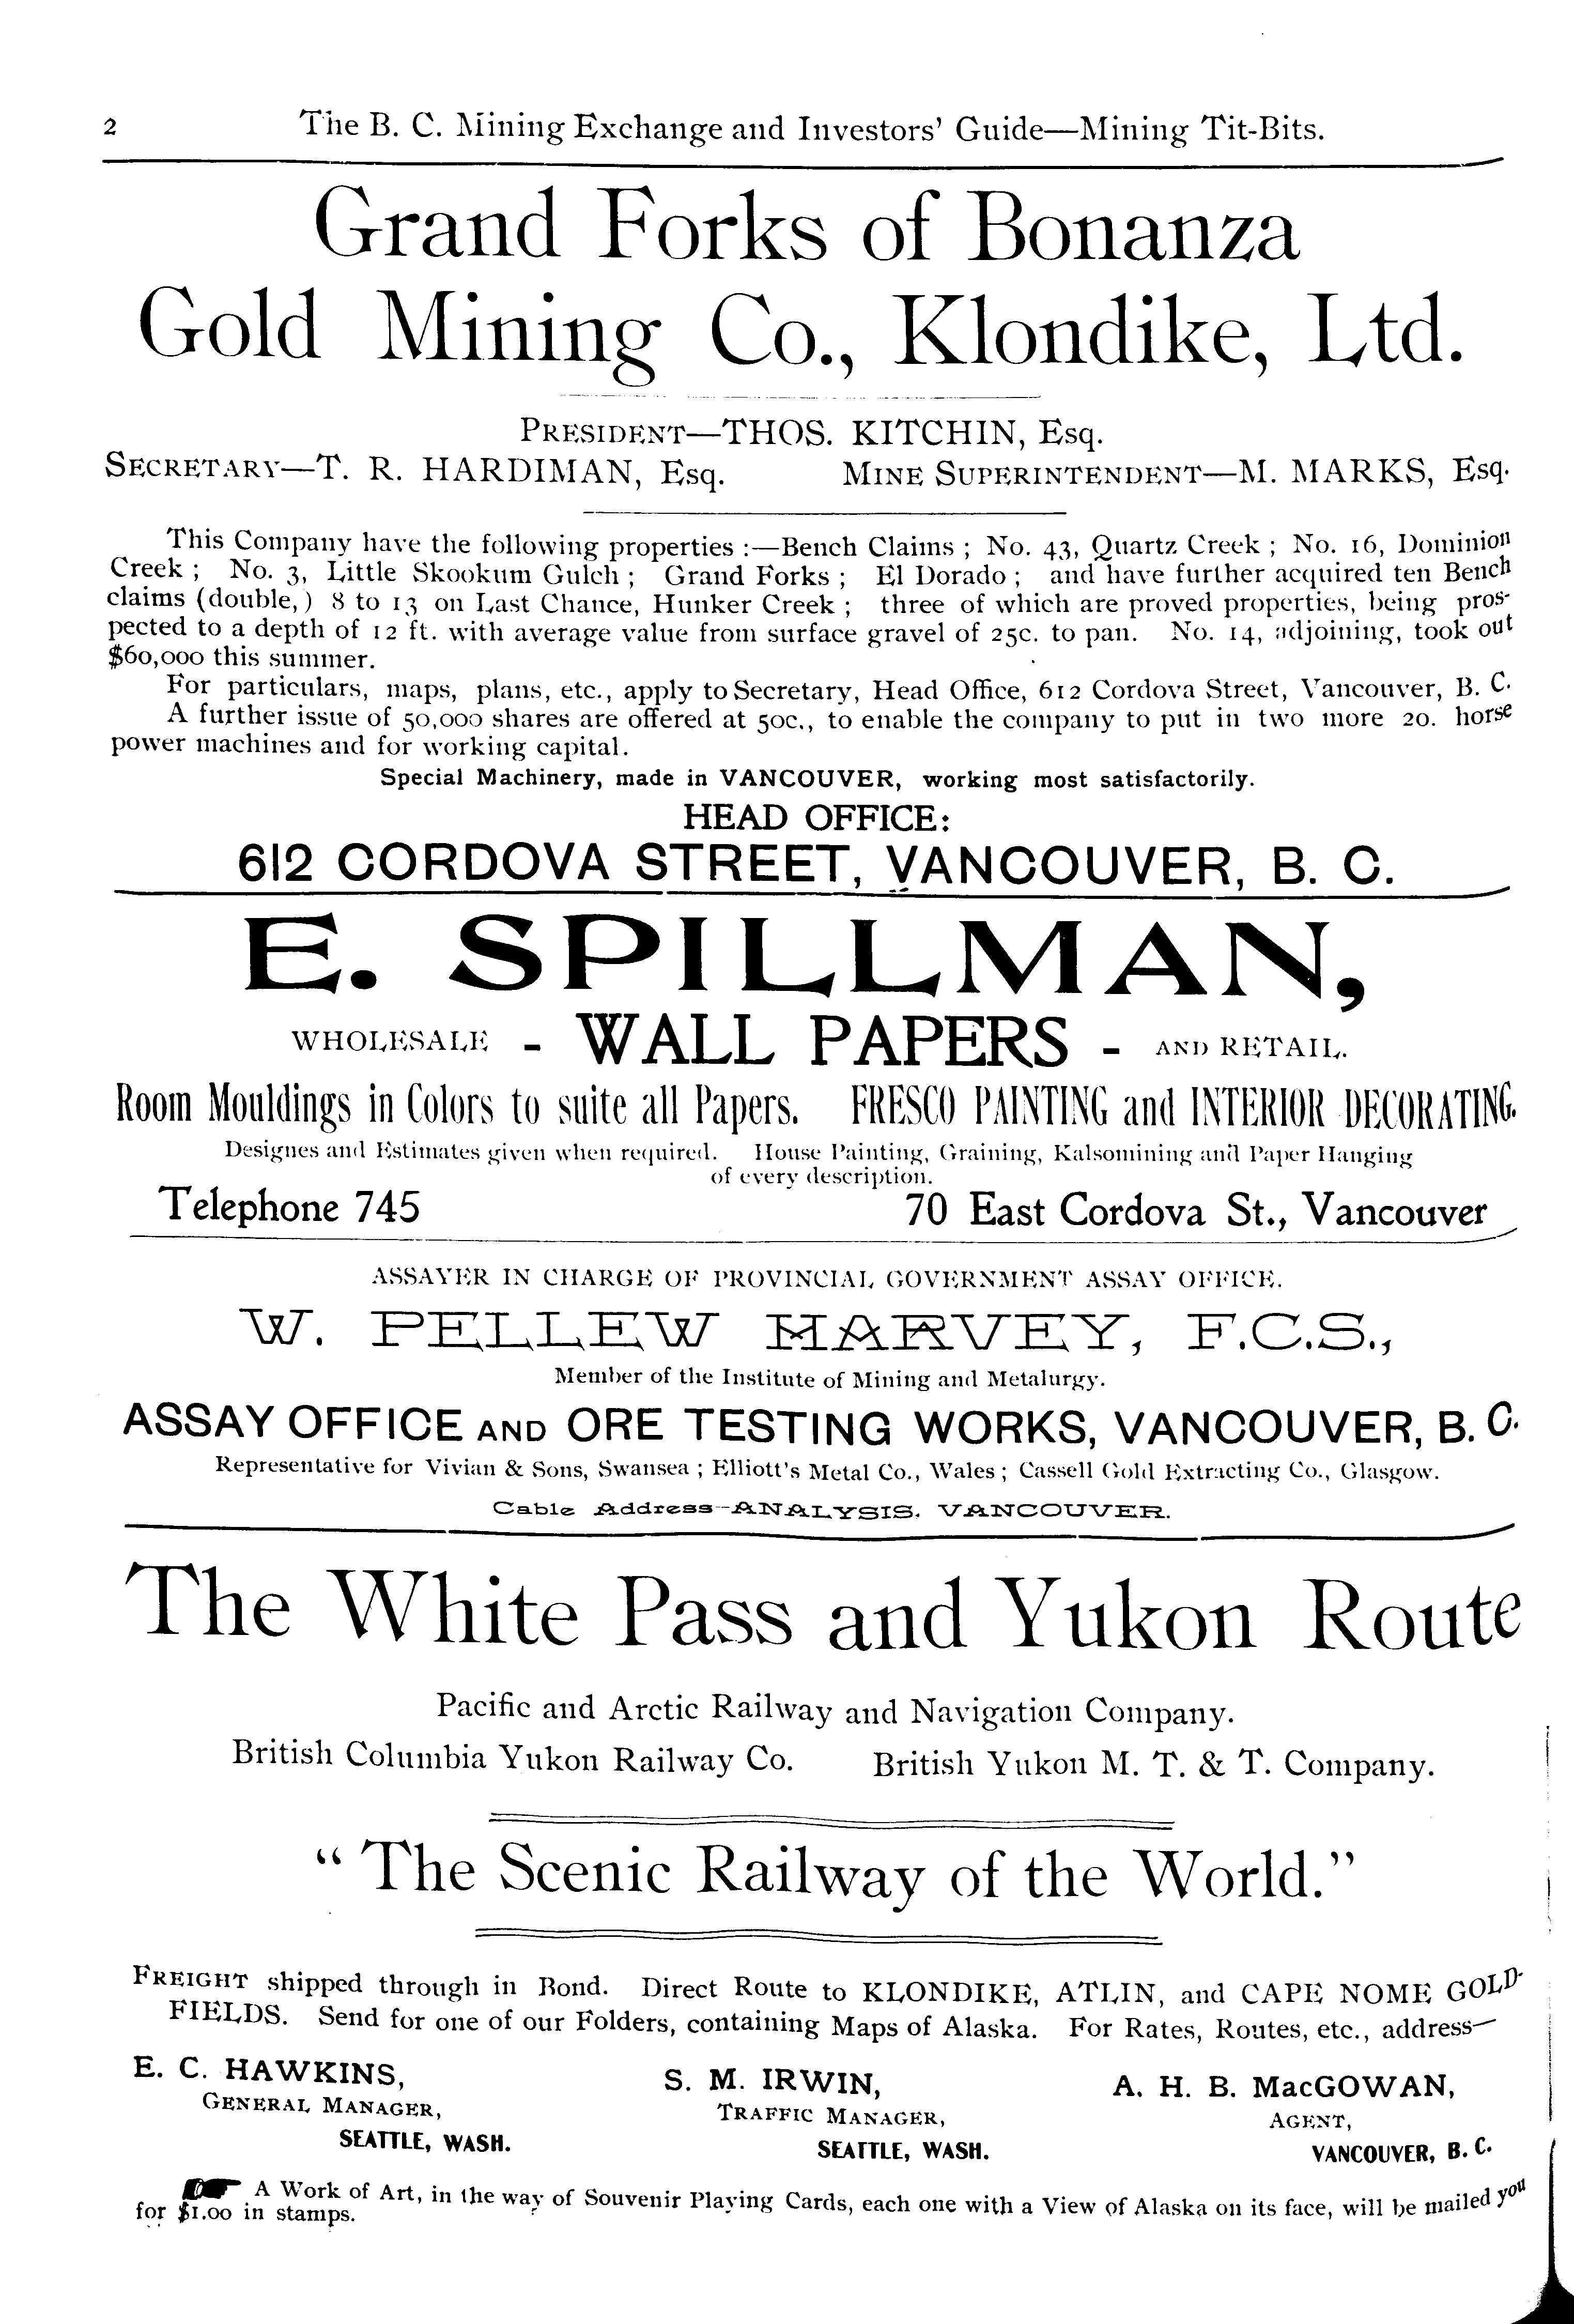 2
The B. C. Mining Exchange and Investors' Guide—Mining Tit-Bits.
Grand Forks of Bonanza
Gold Mining Co., Klondike, Ltd.
PRESIDENT—THOS. KITCHIN, Esq.
SECRETARY—T. R. HARDIMAN, Esq. MINE SUPERINTENDENT—M. MARKS, Esq.
This Company have the following properties :—Bench Claims ; No. 43, Quartz Creek ; No. 16, Dominion
Creek ; No. 3, Little Skookum Gulch ; Grand Forks ; El Dorado ; and have further acquired ten Bench
claims (double,) 8 to 13 on Last Chance, Hunker Creek ; three of which are proved properties, being pros-
pected to a depth of 12 ft. with average value from surface gravel of 25c. to pan. No. 14, adjoining, took out
$60,000 this summer.
For particulars, maps, plans, etc., apply to Secretary, Head Office, 612 Cordova Street, Vancouver, B. C.
A further issue of 50,000 shares are offered at 50c., to enable the company to put in two more 20. horse
power machines and for working capital.
Special Machinery, made in VANCOUVER, working most satisfactorily.
HEAD OFFICE:
612 CORDOVA STREET, VANCOUVER, B. C.
E. SPILLMAN,
WHOLESALE - WALL PAPERS - AND RETAIL.
Room Mouldings in Colors to suite all Papers. FRESCO PAINTING and INTERIOR DECORATING.
Designes and Estimates given when required. House Painting, Graining, Kalsomining and Paper Hanging
of every description.
Telephone 745 70 East Cordova St., Vancouver
ASSAYER IN CHARGE OF PROVINCIAL GOVERNMENT ASSAY OFFICE.
W. PELLEW HARVEY, F.C.S.,
Member of the Institute of Mining and Metalurgy.
ASSAY OFFICE AND ORE TESTING WORKS, VANCOUVER, B. C.
Representative for Vivian & Sons, Swansea ; Elliott's Metal Co., Wales ; Cassell Gold Extracting Co., Glasgow.
Cable Address—ANALYSIS. VANCOUVER.
The White Pass and Yukon Route
Pacific and Arctic Railway and Navigation Company.
British Columbia Yukon Railway Co. British Yukon M. T. & T. Company.
" The Scenic Railway of the World."
FREIGHT shipped through in Bond. Direct Route to KLONDIKE, ATLIN, and CAPE NOME GOLD-
FIELDS. Send for one of our Folders, containing Maps of Alaska. For Rates, Routes, etc., address—
E. C. HAWKINS, S. M. IRWIN, A. H. B. MacGOWAN,
GENERAL MANAGER, TRAFFIC MANAGER, AGENT,
SEATTLE, WASH. SEATTLE, WASH. VANCOUVER, B. C.
☛ A Work of Art, in the way of Souvenir Playing Cards, each one with a View of Alaska on its face, will be mailed you
for $1.00 in stamps.